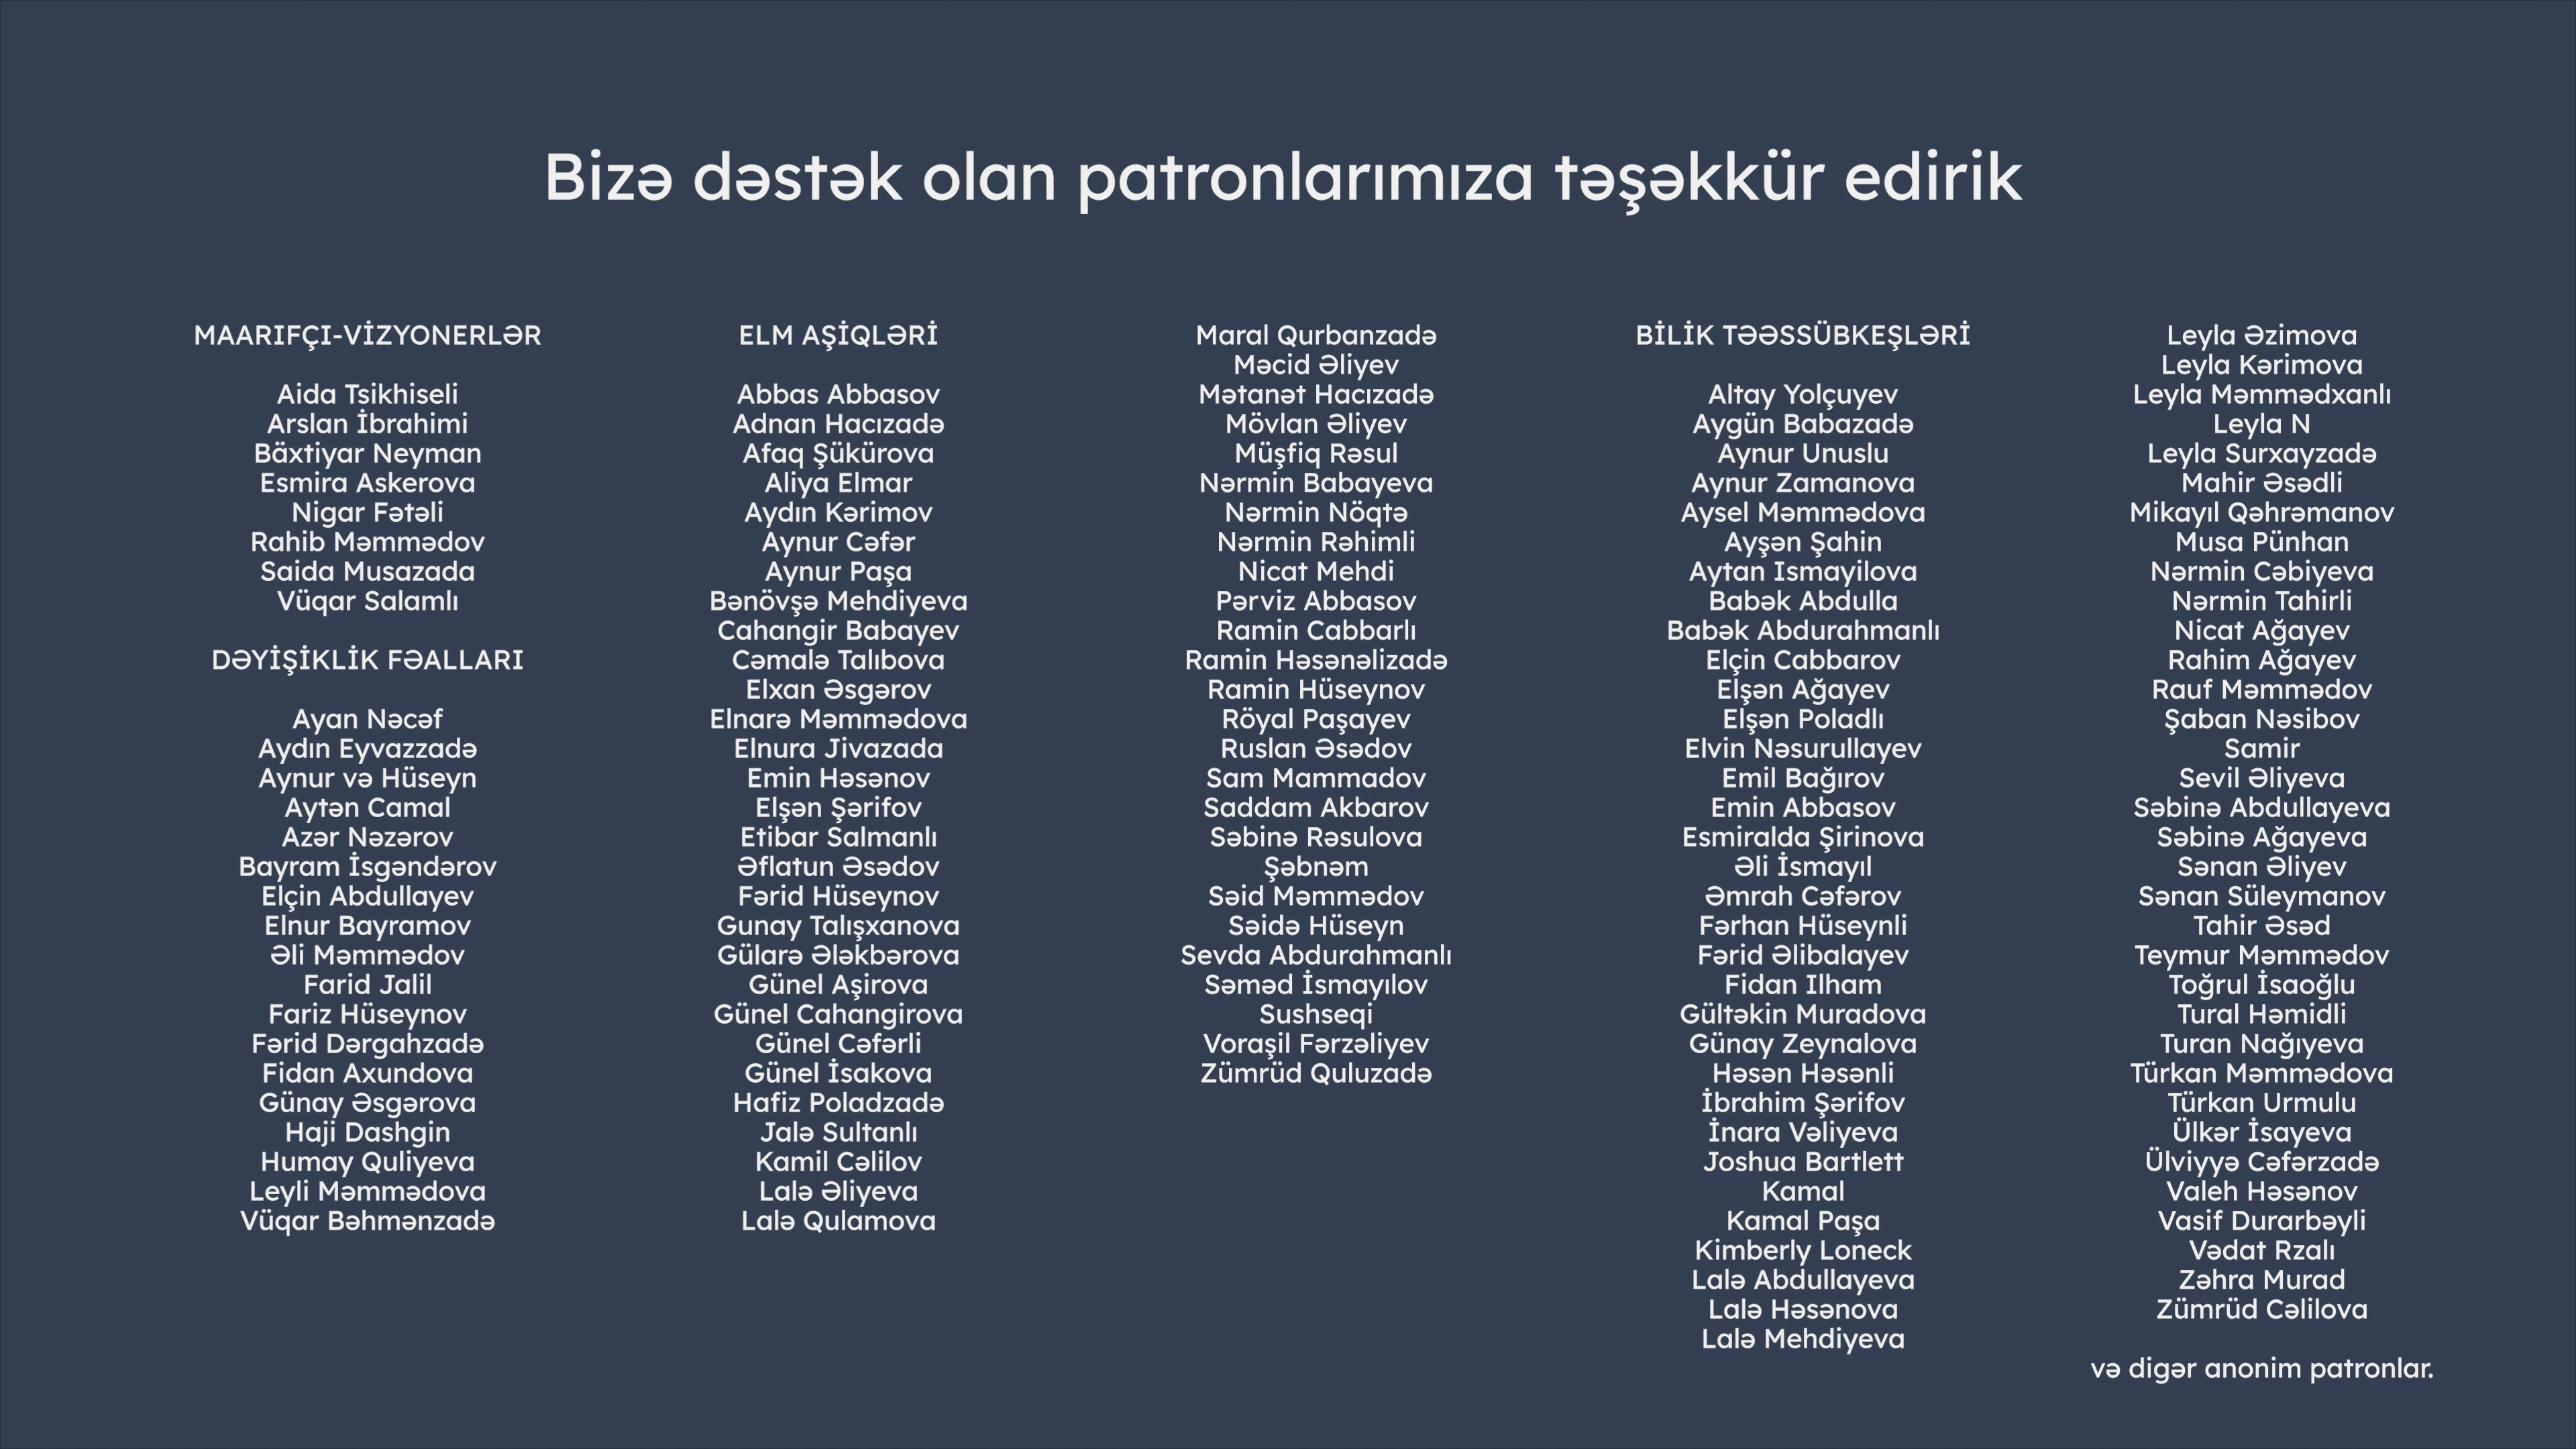 Bizə dəstək olan patronlarımıza təşəkkür edirik
MAARIFÇI-VİZYONERLƏR
Aida Tsikhiseli
Arslan İbrahimi
Bäxtiyar Neyman
Esmira Askerova
Nigar Fətəli
Rahib Məmmədov
Saida Musazada
Vüqar Salamlı
DƏYİŞİKLİK FƏALLARI
Ayan Nəcəf
Aydın Eyvazzadə
Aynur və Hüseyn
Aytən Camal
Azər Nəzərov
Bayram İsgəndərov
Elçin Abdullayev
Elnur Bayramov
Əli Məmmədov
Farid Jalil
Fariz Hüseynov
Fərid Dərgahzadə
Fidan Axundova
Günay Əsgərova
Haji Dashgin
Humay Quliyeva
Leyli Məmmədova
Vüqar Bəhmənzadə
ELM AŞİQLƏRİ
Abbas Abbasov
Adnan Hacızadə
Afaq Şükürova
Aliya Elmar
Aydın Kərimov
Aynur Cəfər
Aynur Paşa
Bənövşə Mehdiyeva
Cahangir Babayev
Cəmalə Talıbova
Elxan Əsgərov
Elnarə Məmmədova
Elnura Jivazada
Emin Həsənov
Elşən Şərifov
Etibar Salmanlı
Əflatun Əsədov
Fərid Hüseynov
Gunay Talışxanova
Gülarə Ələkbərova
Günel Aşirova
Günel Cahangirova
Günel Cəfərli
Günel İsakova
Hafiz Poladzadə
Jalə Sultanlı
Kamil Cəlilov
Lalə Əliyeva
Lalə Qulamova
Maral Qurbanzadə
Məcid Əliyev
Mətanət Hacızadə
Mövlan Əliyev
Müşfiq Rəsul
Nərmin Babayeva
Nərmin Nöqtə
Nərmin Rəhimli
Nicat Mehdi
Pərviz Abbasov
Ramin Cabbarlı
Ramin Həsənəlizadə
Ramin Hüseynov
Röyal Paşayev
Ruslan Əsədov
Sam Mammadov
Saddam Akbarov
Səbinə Rəsulova
Şəbnəm
Səid Məmmədov
Səidə Hüseyn
Sevda Abdurahmanlı
Səməd İsmayılov
Sushseqi
Voraşil Fərzəliyev
Zümrüd Quluzadə
BİLİK TƏƏSSÜBKEŞLƏRİ
Altay Yolçuyev
Aygün Babazadə
Aynur Unuslu
Aynur Zamanova
Aysel Məmmədova
Ayşən Şahin
Aytan Ismayilova
Babək Abdulla
Babək Abdurahmanlı
Elçin Cabbarov
Elşən Ağayev
Elşən Poladlı
Elvin Nəsurullayev
Emil Bağırov
Emin Abbasov
Esmiralda Şirinova
Əli İsmayıl
Əmrah Cəfərov
Fərhan Hüseynli
Fərid Əlibalayev
Fidan Ilham
Gültəkin Muradova
Günay Zeynalova
Həsən Həsənli
İbrahim Şərifov
İnara Vəliyeva
Joshua Bartlett
Kamal
Kamal Paşa
Kimberly Loneck
Lalə Abdullayeva
Lalə Həsənova
Lalə Mehdiyeva
Leyla Əzimova
Leyla Kərimova
Leyla Məmmədxanlı
Leyla N
Leyla Surxayzadə
Mahir Əsədli
Mikayıl Qəhrəmanov
Musa Pünhan
Nərmin Cəbiyeva
Nərmin Tahirli
Nicat Ağayev
Rahim Ağayev
Rauf Məmmədov
Şaban Nəsibov
Samir
Sevil Əliyeva
Səbinə Abdullayeva
Səbinə Ağayeva
Sənan Əliyev
Sənan Süleymanov
Tahir Əsəd
Teymur Məmmədov
Toğrul İsaoğlu
Tural Həmidli
Turan Nağıyeva
Türkan Məmmədova
Türkan Urmulu
Ülkər İsayeva
Ülviyyə Cəfərzadə
Valeh Həsənov
Vasif Durarbəyli
Vədat Rzalı
Zəhra Murad
Zümrüd Cəlilova
və digər anonim patronlar.